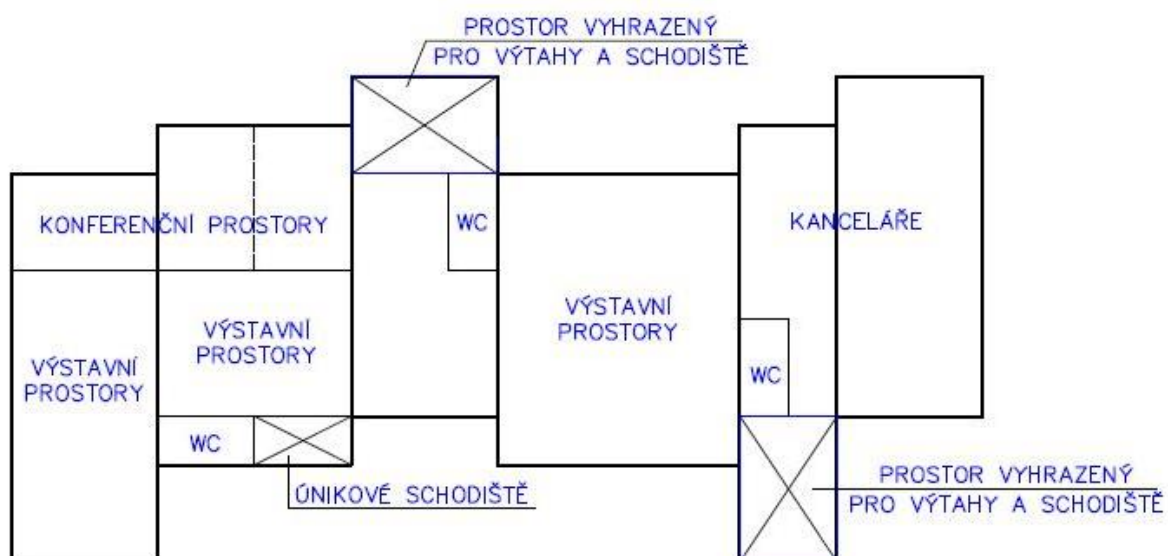 PROSTOR VYHRAZENÝ
PRO VÝTAHY A SCHODIŠTĚ
KONFERENČNÍ PROSTORY
WC
KANCELÁŘE
VÝSTAVNÍ
PROSTORY
VÝSTAVNÍ
PROSTORY
VÝSTAVNÍ
PROSTORY
WC
WC
ÚNIKOVÉ SCHODIŠTĚ
PROSTOR VYHRAZENÝ
PRO VÝTAHY A SCHODIŠTĚ